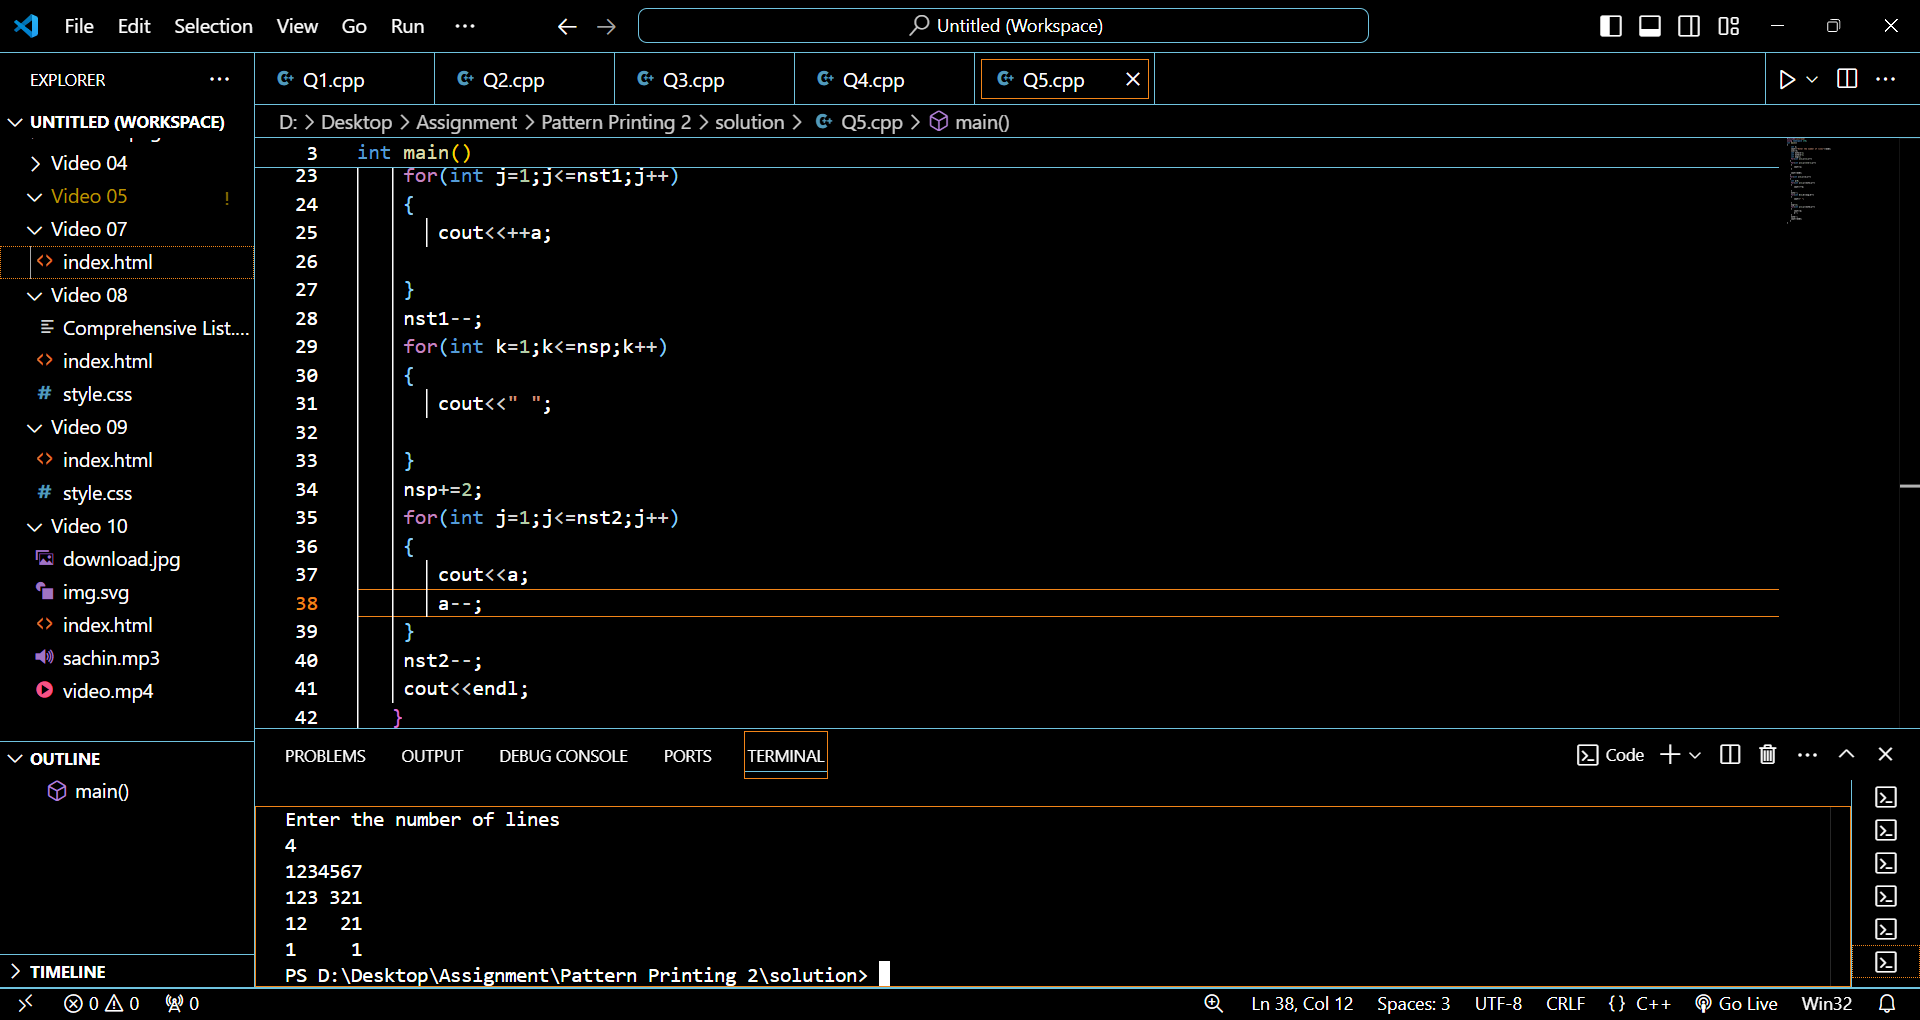 File Edit Selection View Go Run ···
Untitled (Workspace)
EXPLORER
UNTITLED (WORKSPACE)
Video 04
Video 05 !
Video 07
index.html
Video 08
Comprehensive List....
index.html
style.css
Video 09
index.html
style.css
Video 10
download.jpg
img.svg
index.html
sachin.mp3
video.mp4
OUTLINE
main()
TIMELINE
Q1.cpp Q2.cpp Q3.cpp Q4.cpp Q5.cpp
D: > Desktop > Assignment > Pattern Printing 2 > solution > Q5.cpp > main()
3 int main()
23 for(int j=1;j<=nst1;j++)
24 {
25 cout<<++a;
26
27 }
28 nst1--;
29 for(int k=1;k<=nsp;k++)
30 {
31 cout<<" ";
32
33 }
34 nsp+=2;
35 for(int j=1;j<=nst2;j++)
36 {
37 cout<<a;
38 a--;
39 }
40 nst2--;
41 cout<<endl;
42 }
PROBLEMS OUTPUT DEBUG CONSOLE PORTS TERMINAL
Code
Enter the number of lines
4
1234567
123 321
12   21
1     1
PS D:\Desktop\Assignment\Pattern Printing 2\solution>
0 0 0
Ln 38, Col 12 Spaces: 3 UTF-8 CRLF {} C++ Go Live Win32